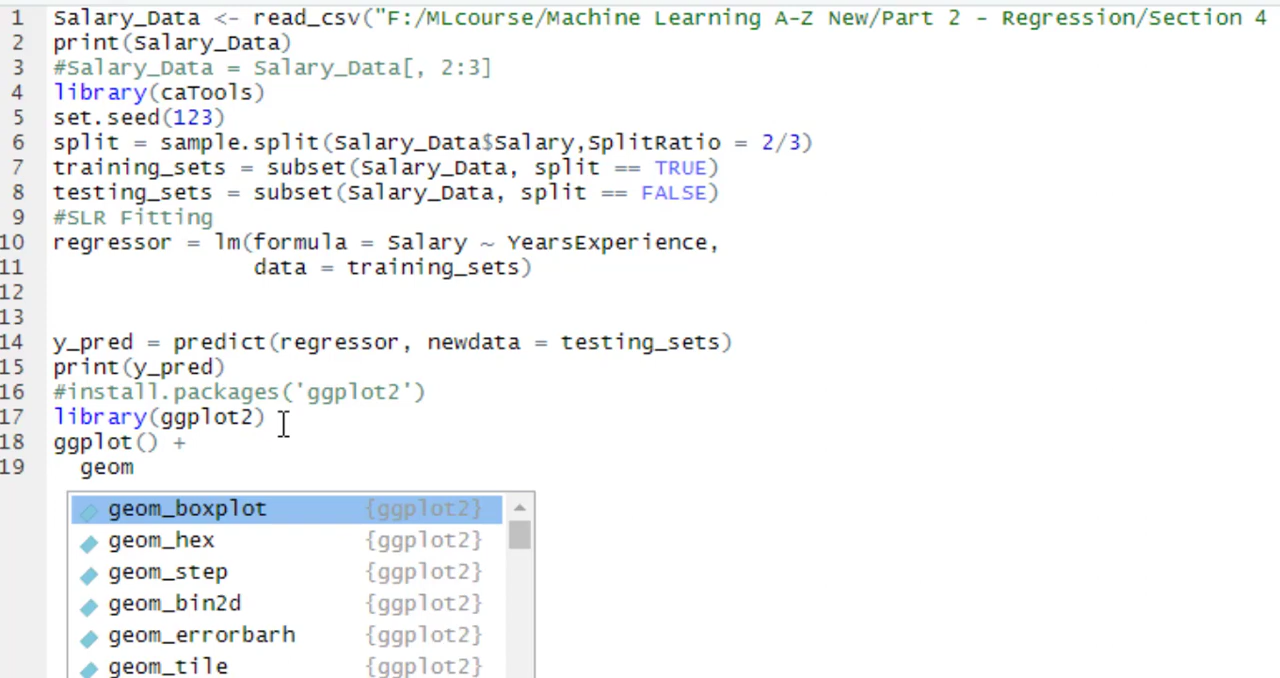 1 Salary_Data <- read_csv("F:/MLcourse/Machine Learning A-Z New/Part 2 - Regression/Section 4
2 print(Salary_Data)
3 #Salary_Data = Salary_Data[, 2:3]
4 library(caTools)
5 set.seed(123)
6 split = sample.split(Salary_Data$Salary,SplitRatio = 2/3)
7 training_sets = subset(Salary_Data, split == TRUE)
8 testing_sets = subset(Salary_Data, split == FALSE)
9 #SLR Fitting
10 regressor = lm(formula = Salary ~ YearsExperience,
11 data = training_sets)
12
13
14 y_pred = predict(regressor, newdata = testing_sets)
15 print(y_pred)
16 #install.packages('ggplot2')
17 library(ggplot2)
18 ggplot() +
19 geom
geom_boxplot {ggplot2}
geom_hex {ggplot2}
geom_step {ggplot2}
geom_bin2d {ggplot2}
geom_errorbarh {ggplot2}
geom_tile {ggplot2}